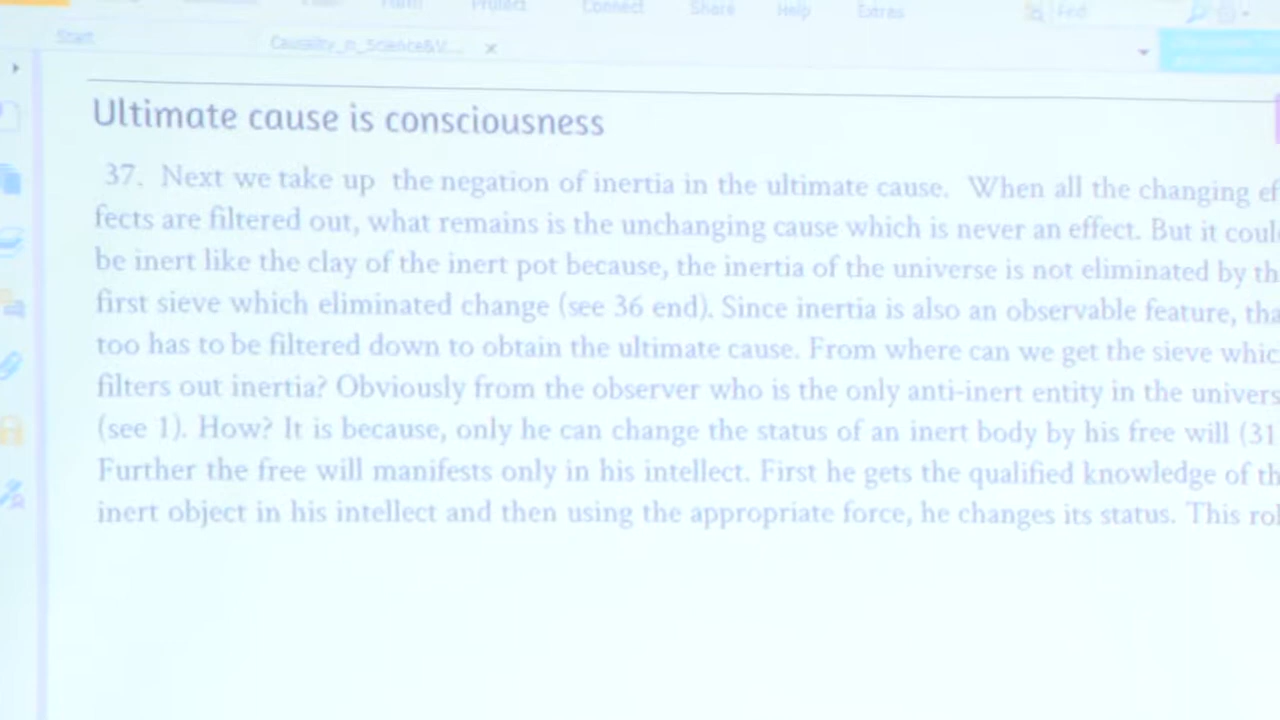 Connect Share Help Extras
Start Causality_in_Science&V...
Ultimate cause is consciousness
37. Next we take up the negation of inertia in the ultimate cause. When all the changing ef
fects are filtered out, what remains is the unchanging cause which is never an effect. But it coul
be inert like the clay of the inert pot because, the inertia of the universe is not eliminated by th
first sieve which eliminated change (see 36 end). Since inertia is also an observable feature, tha
too has to be filtered down to obtain the ultimate cause. From where can we get the sieve whic
filters out inertia? Obviously from the observer who is the only anti-inert entity in the univers
(see 1). How? It is because, only he can change the status of an inert body by his free will (31
Further the free will manifests only in his intellect. First he gets the qualified knowledge of th
inert object in his intellect and then using the appropriate force, he changes its status. This rol